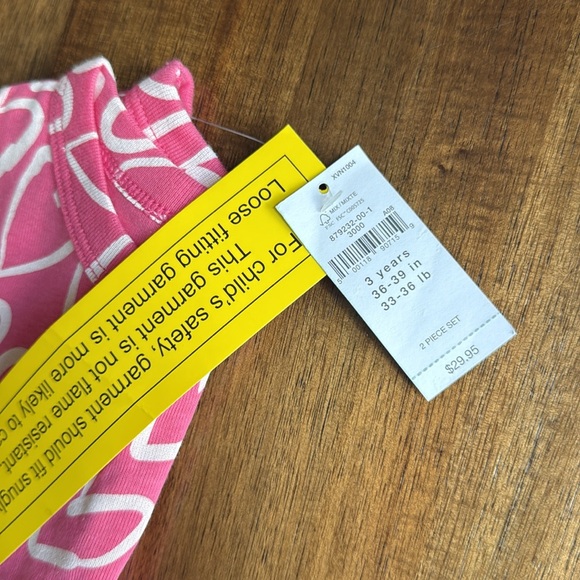 For child's safety, garment should fit snugly
This garment is not flame resistant.
Loose fitting garment is more likely to
XVN1004
MIX / MIXTE
879232-00-1
3000
A08
3 years
36-39 in
33-36 lb
2 PIECE SET
$29.95